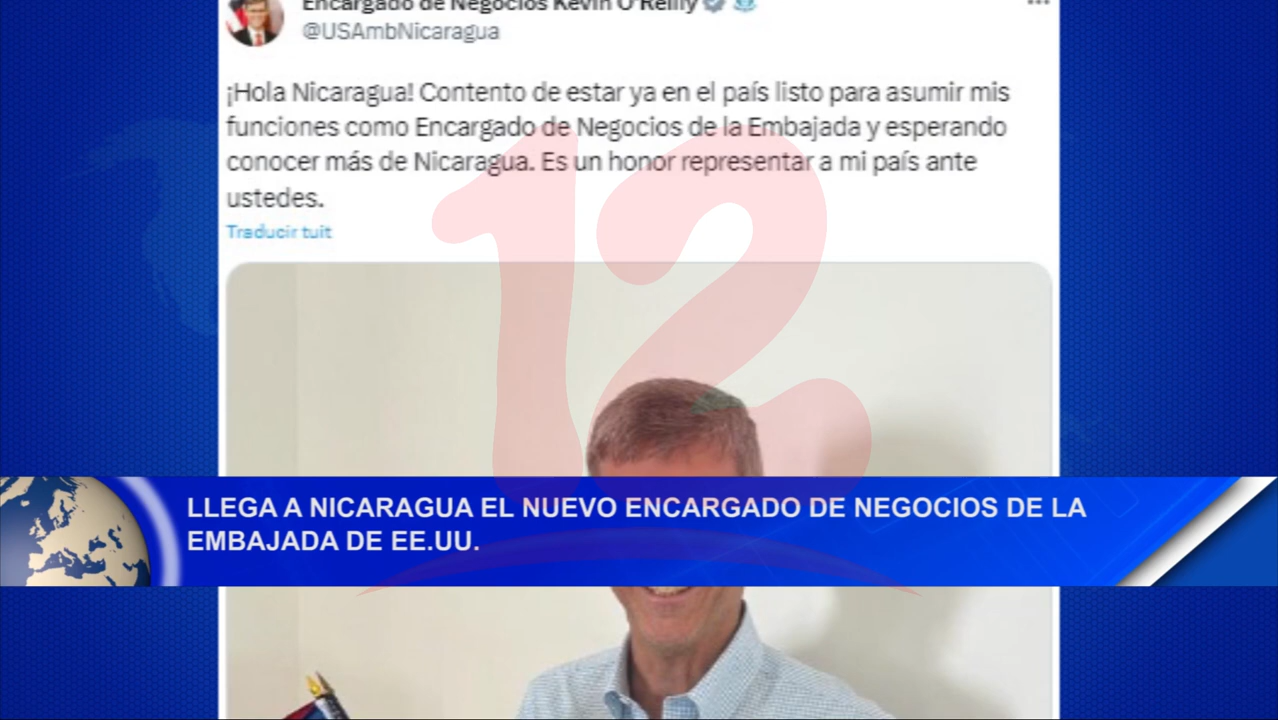 Encargado de Negocios Kevin O'Reilly
@USAmbNicaragua
¡Hola Nicaragua! Contento de estar ya en el país listo para asumir mis
funciones como Encargado de Negocios de la Embajada y esperando
conocer más de Nicaragua. Es un honor representar a mi país ante
ustedes.
Traducir tuit
12
LLEGA A NICARAGUA EL NUEVO ENCARGADO DE NEGOCIOS DE LA
EMBAJADA DE EE.UU.